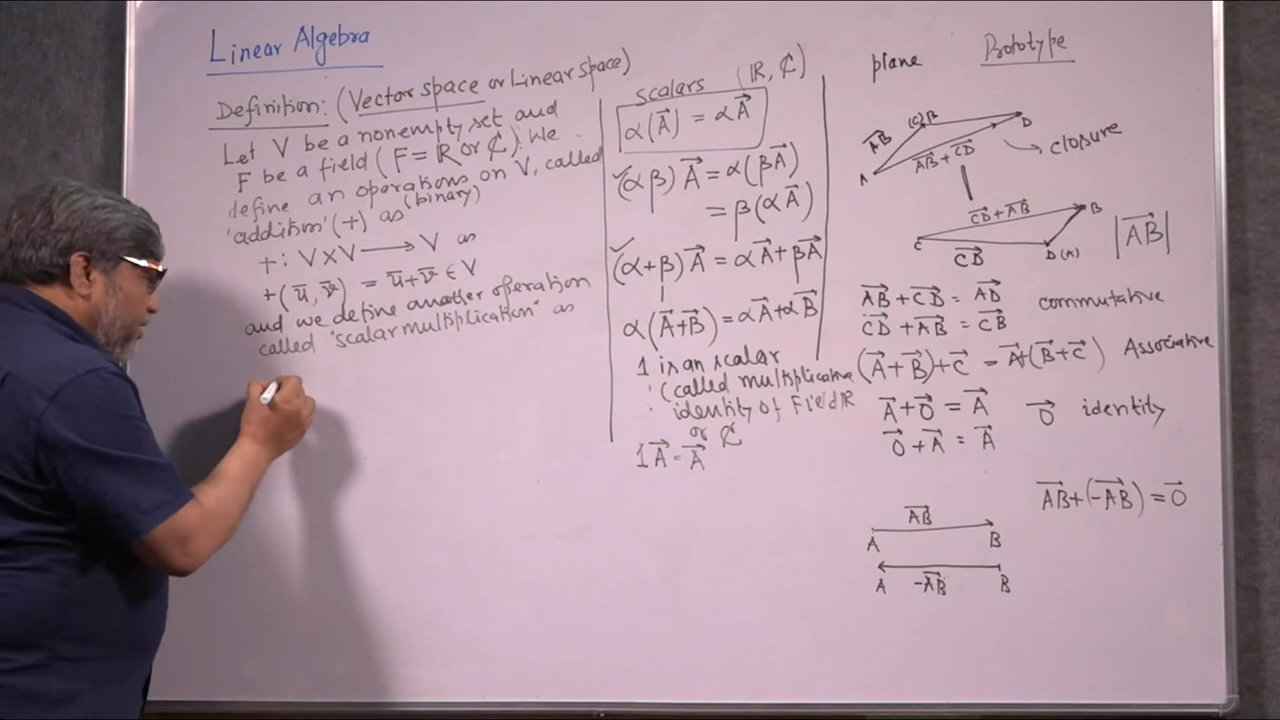 Linear Algebra
Definition: (Vector space or Linear space)
Let V be a nonempty set and
F be a field (F = ℝ or ℂ). We
define an operations on V, called
'addition' (+) as (binary)
+: V×V ⟶ V as
+(ū, v̄) = ū+v̄ ∈ V
and we define another operation
called "scalar multiplication" as
scalars (ℝ, ℂ)
α(A⃗) = αA⃗
✓(αβ)A⃗ = α(βA⃗)
= β(αA⃗)
✓(α+β)A⃗ = αA⃗+βA⃗
α(A⃗+B⃗) = αA⃗+αB⃗
1 is an scalar
(called multiplicative
identity of Field ℝ
or ℂ
1A⃗ = A⃗
plane Prototype
(C) B
D
AB⃗
A
AB⃗ + CD⃗
closure
CD⃗ + AB⃗
B
C
D (A)
CD⃗
|AB⃗|
AB⃗ + CD⃗ = AD⃗ commutative
CD⃗ + AB⃗ = CB⃗
(A⃗+B⃗)+C⃗ = A⃗+(B⃗+C⃗) Associative
A⃗+0⃗ = A⃗ 0⃗ identity
0⃗+A⃗ = A⃗
AB⃗+(-AB⃗) = 0⃗
AB⃗
A B
A -AB⃗ B